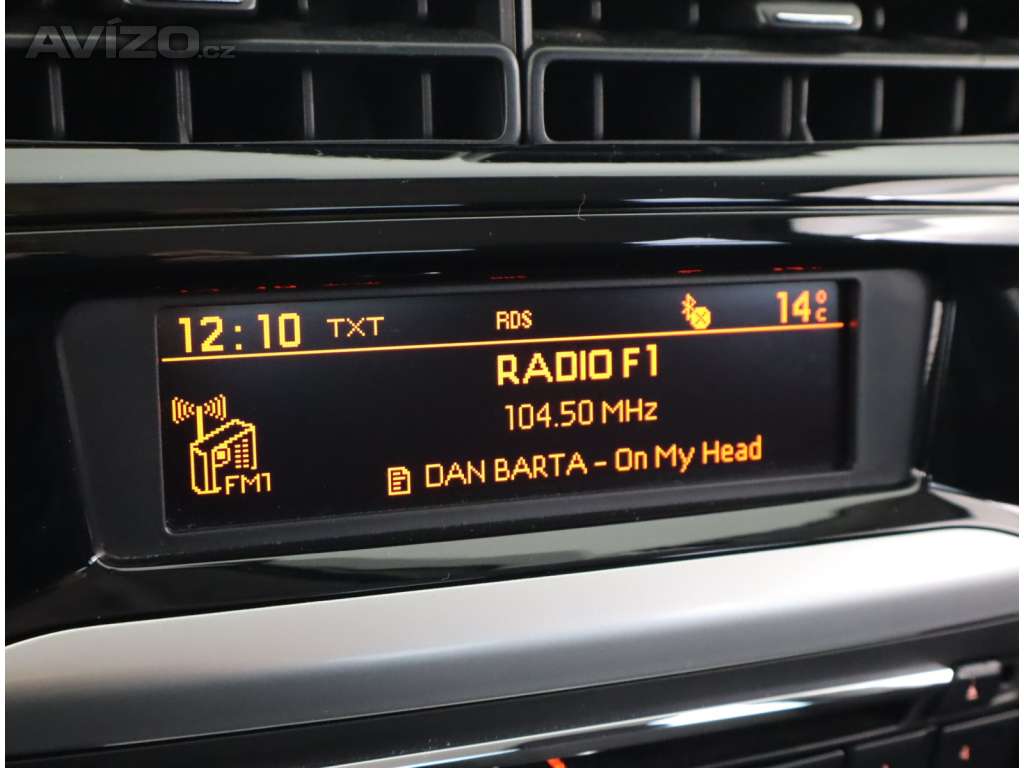 AVÍZO.cz
12:10 TXT RDS 14°C
RADIO F1
104.50 MHz
FM1
DAN BARTA - On My Head